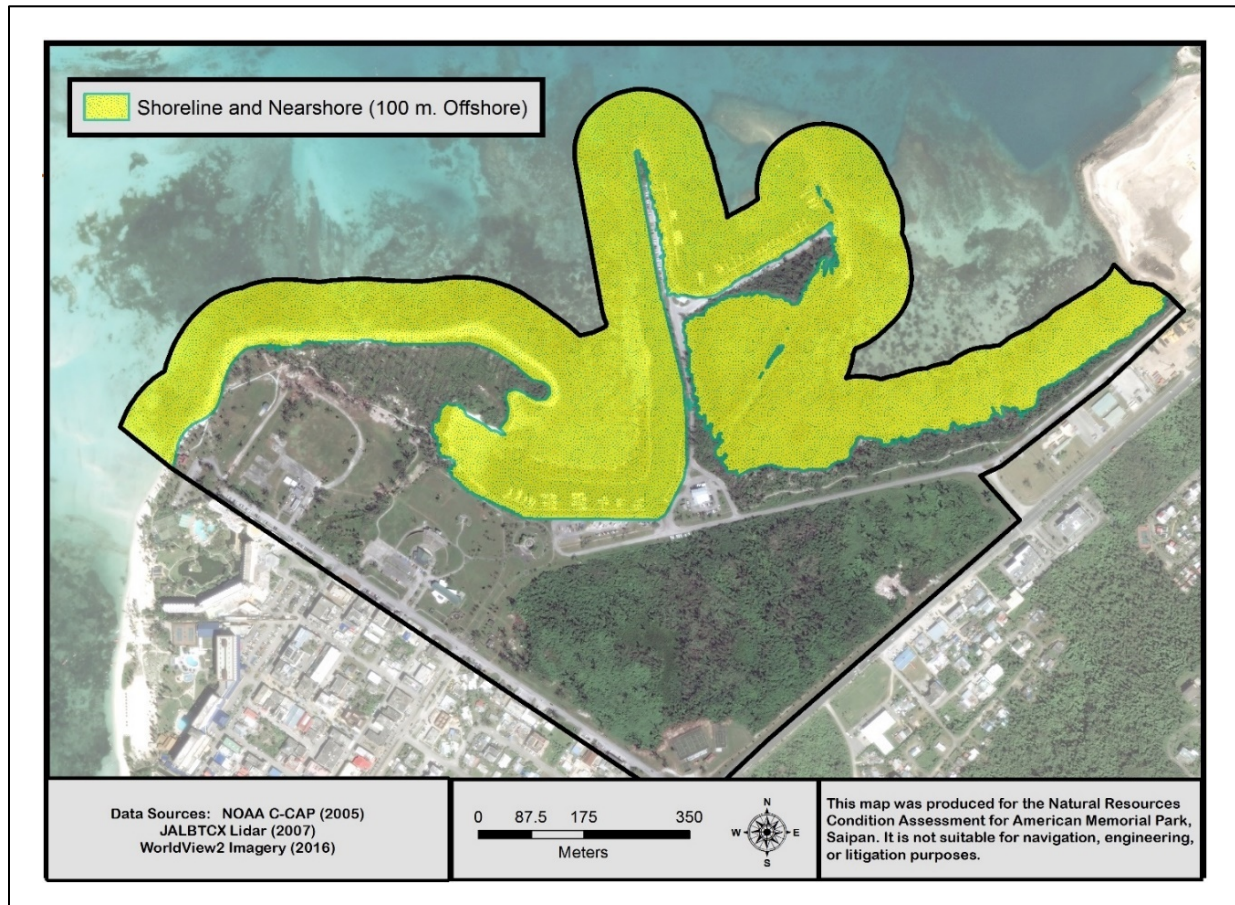 Shoreline and Nearshore (100 m. Offshore)
Data Sources: NOAA C-CAP (2005)
JALBTCX Lidar (2007)
WorldView2 Imagery (2016)
0 87.5 175 350
Meters
N
W E
S
This map was produced for the Natural Resources
Condition Assessment for American Memorial Park,
Saipan. It is not suitable for navigation, engineering,
or litigation purposes.